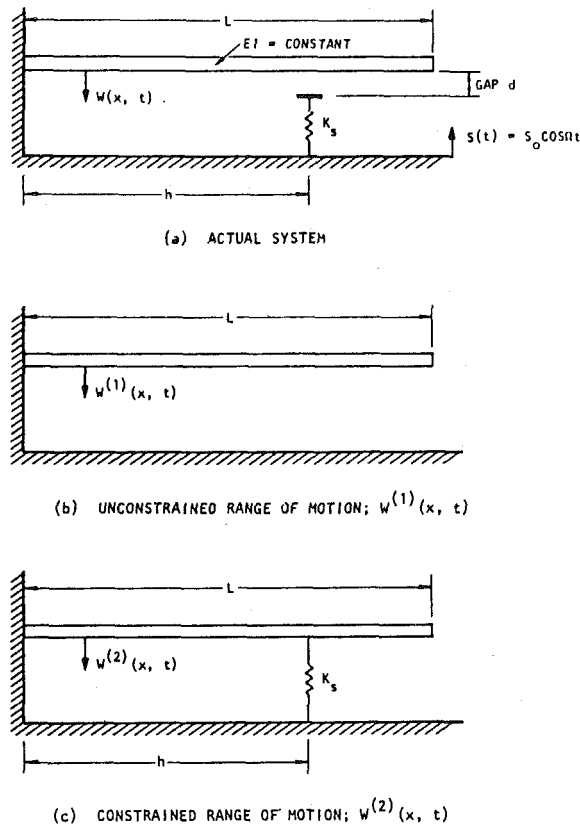 L
EI = CONSTANT
W(x, t)
GAP d
K_s
S(t) = S_o COSΩt
h
(a) ACTUAL SYSTEM
L
W^(1)(x, t)
(b) UNCONSTRAINED RANGE OF MOTION; W^(1)(x, t)
L
W^(2)(x, t)
K_s
h
(c) CONSTRAINED RANGE OF MOTION; W^(2)(x, t)